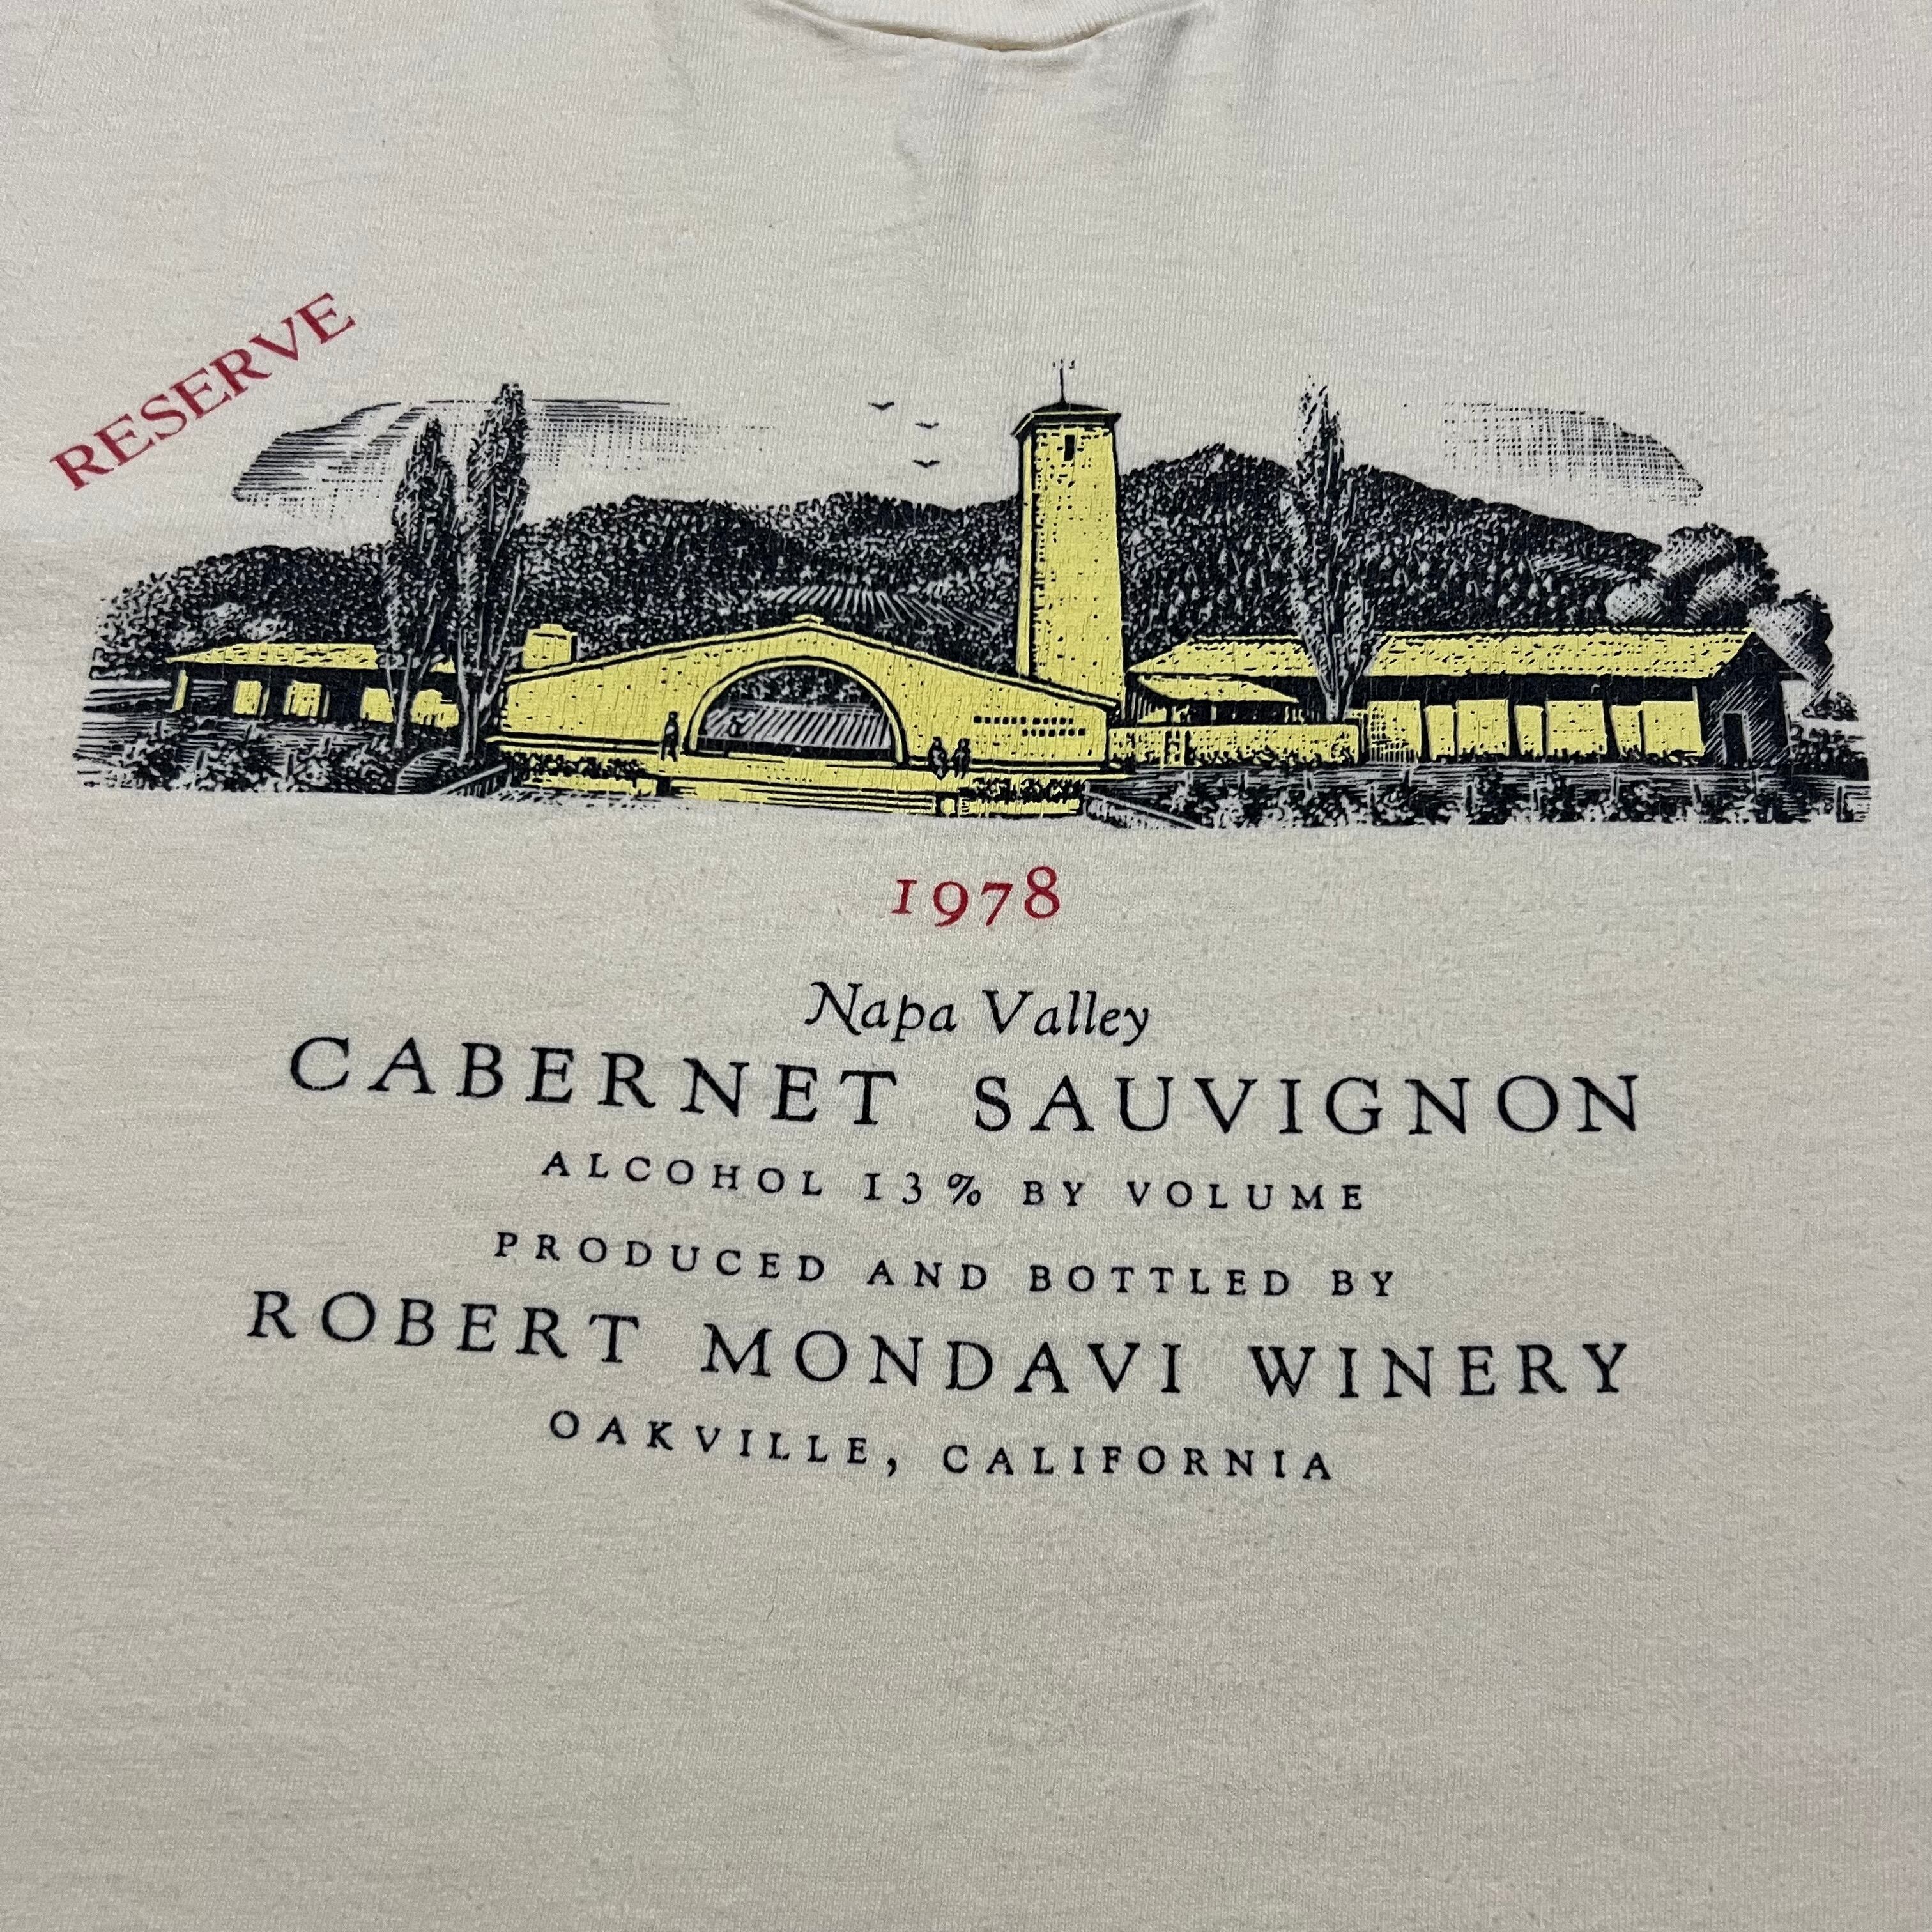 RESERVE
1978
Napa Valley
CABERNET SAUVIGNON
ALCOHOL 13% BY VOLUME
PRODUCED AND BOTTLED BY
ROBERT MONDAVI WINERY
OAKVILLE, CALIFORNIA